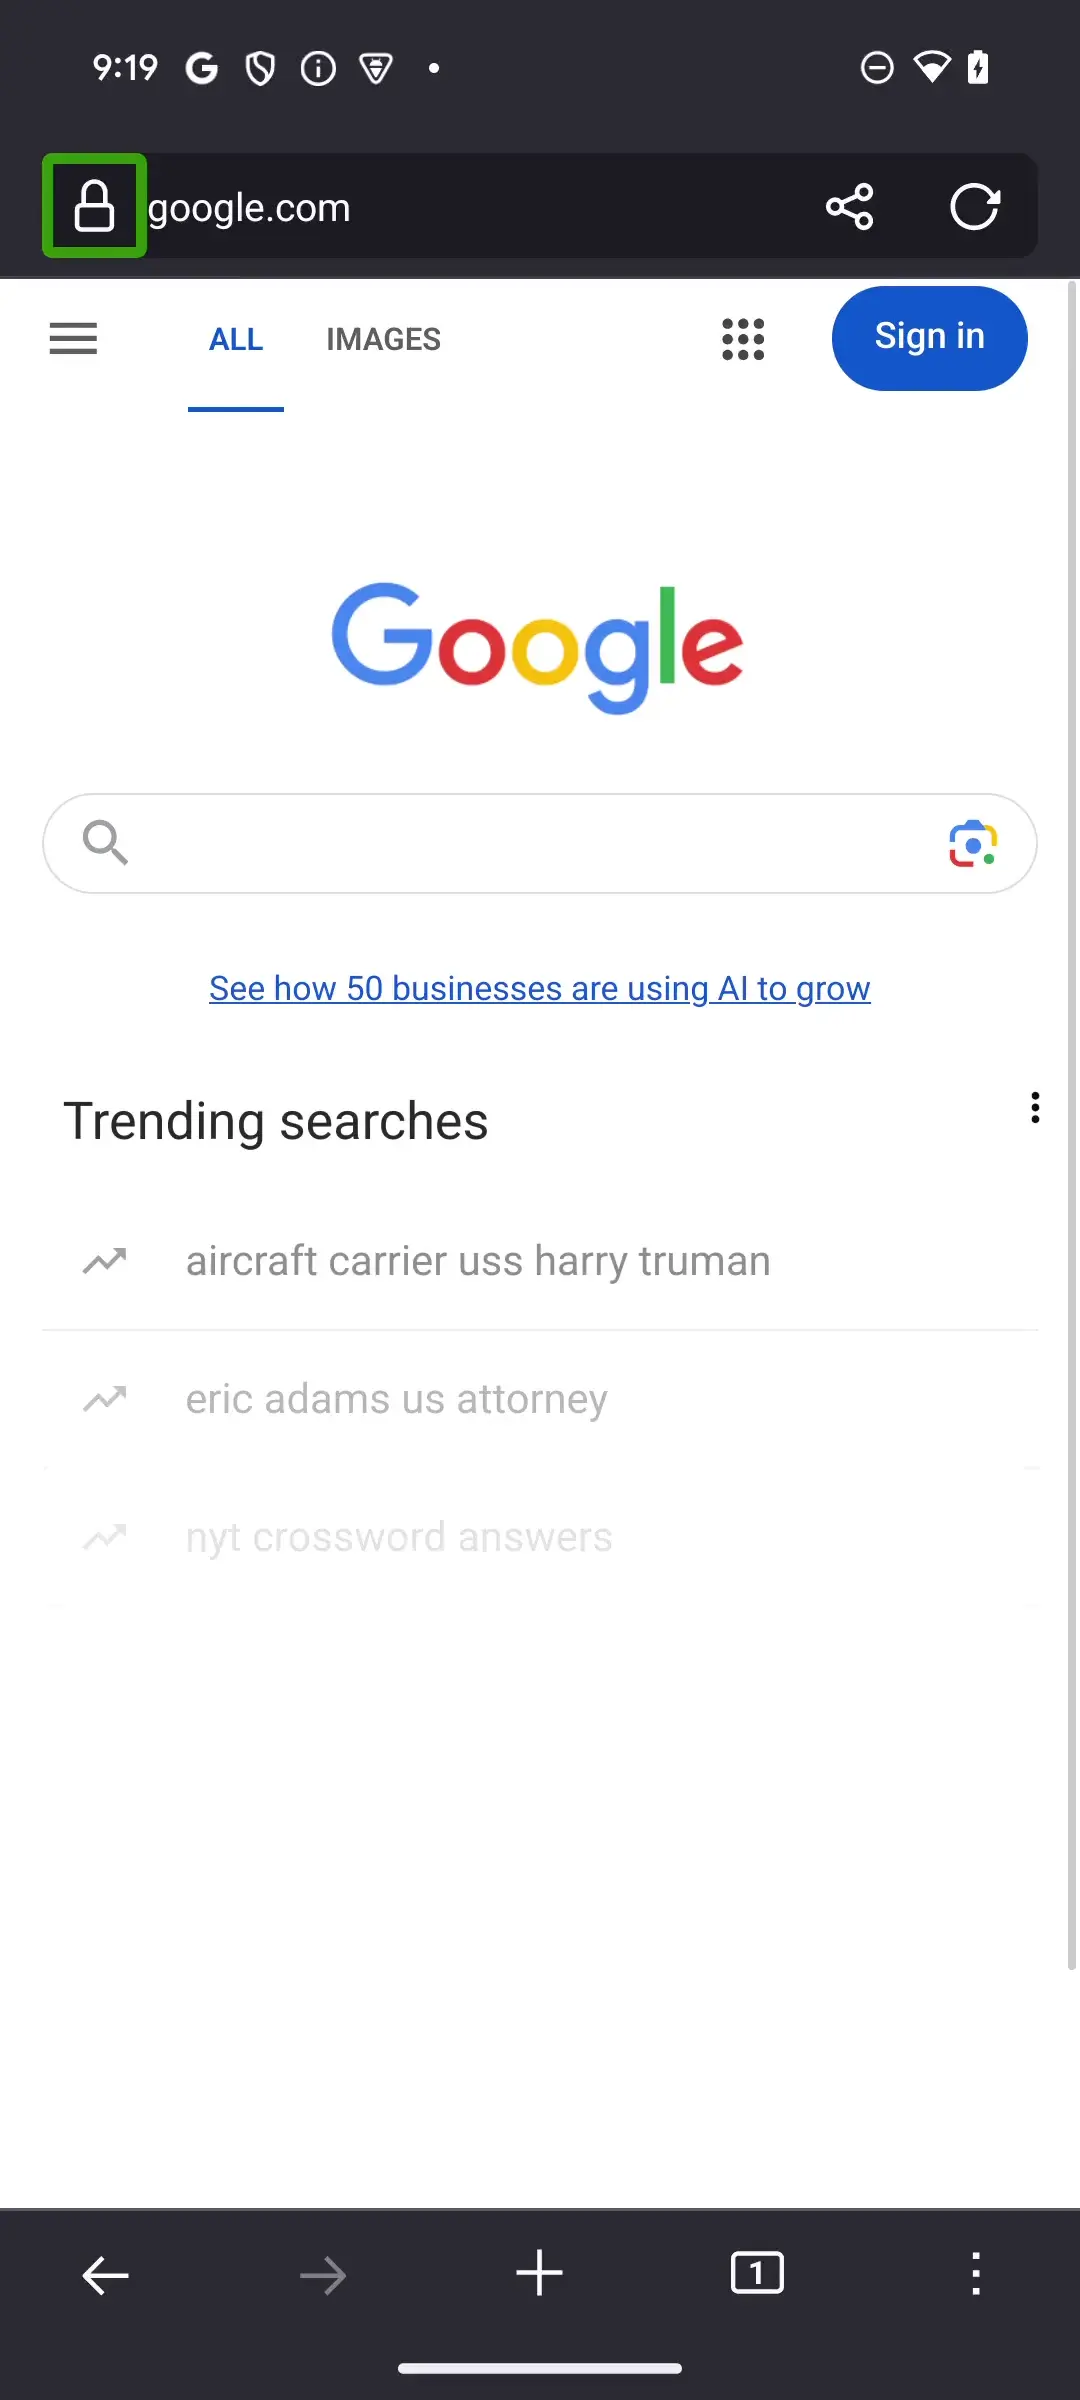 9:19
google.com
ALL IMAGES Sign in
Google
See how 50 businesses are using AI to grow
Trending searches
aircraft carrier uss harry truman
eric adams us attorney
nyt crossword answers
1